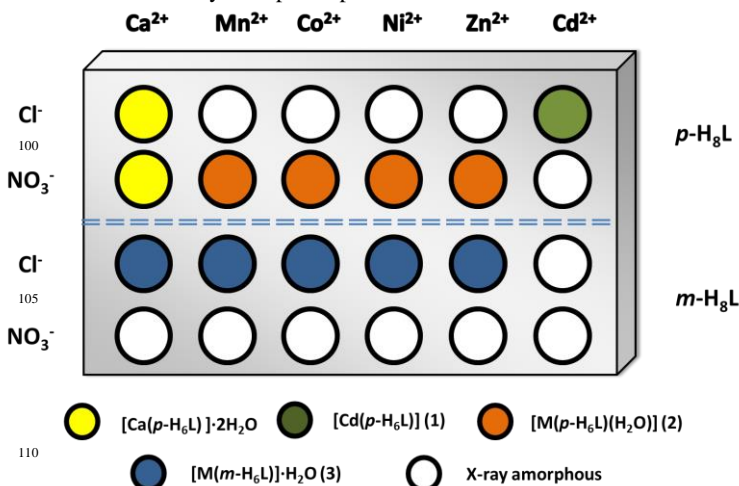 Ca²⁺ Mn²⁺ Co²⁺ Ni²⁺ Zn²⁺ Cd²⁺
Cl⁻
p-H₈L
100
NO₃⁻
Cl⁻
m-H₈L
105
NO₃⁻
[Ca(p-H₆L)]·2H₂O [Cd(p-H₆L)] (1) [M(p-H₆L)(H₂O)] (2)
110
[M(m-H₆L)]·H₂O (3) X-ray amorphous